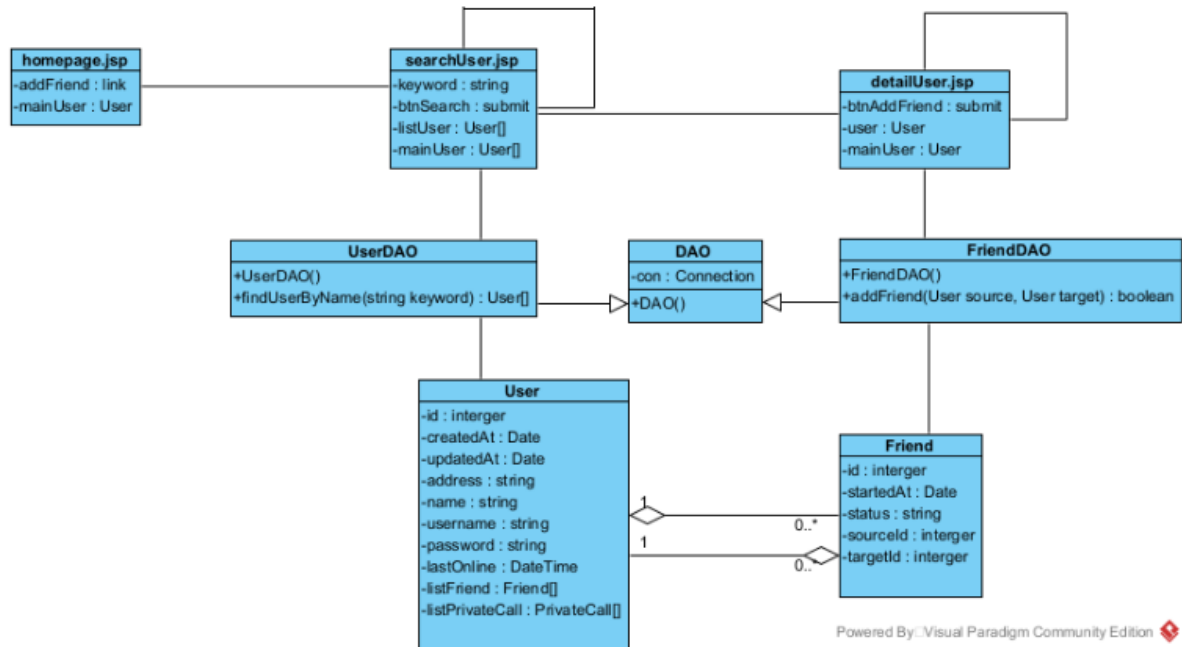 homepage.jsp
-addFriend : link
-mainUser : User
searchUser.jsp
-keyword : string
-btnSearch : submit
-listUser : User[]
-mainUser : User[]
detailUser.jsp
-btnAddFriend : submit
-user : User
-mainUser : User
UserDAO
+UserDAO()
+findUserByName(string keyword) : User[]
DAO
-con : Connection
+DAO()
FriendDAO
+FriendDAO()
+addFriend(User source, User target) : boolean
User
-id : interger
-createdAt : Date
-updatedAt : Date
-address : string
-name : string
-username : string
-password : string
-lastOnline : DateTime
-listFriend : Friend[]
-listPrivateCall : PrivateCall[]
1
0..*
1
0..*
Friend
-id : interger
-startedAt : Date
-status : string
-sourceId : interger
-targetId : interger
Powered By Visual Paradigm Community Edition